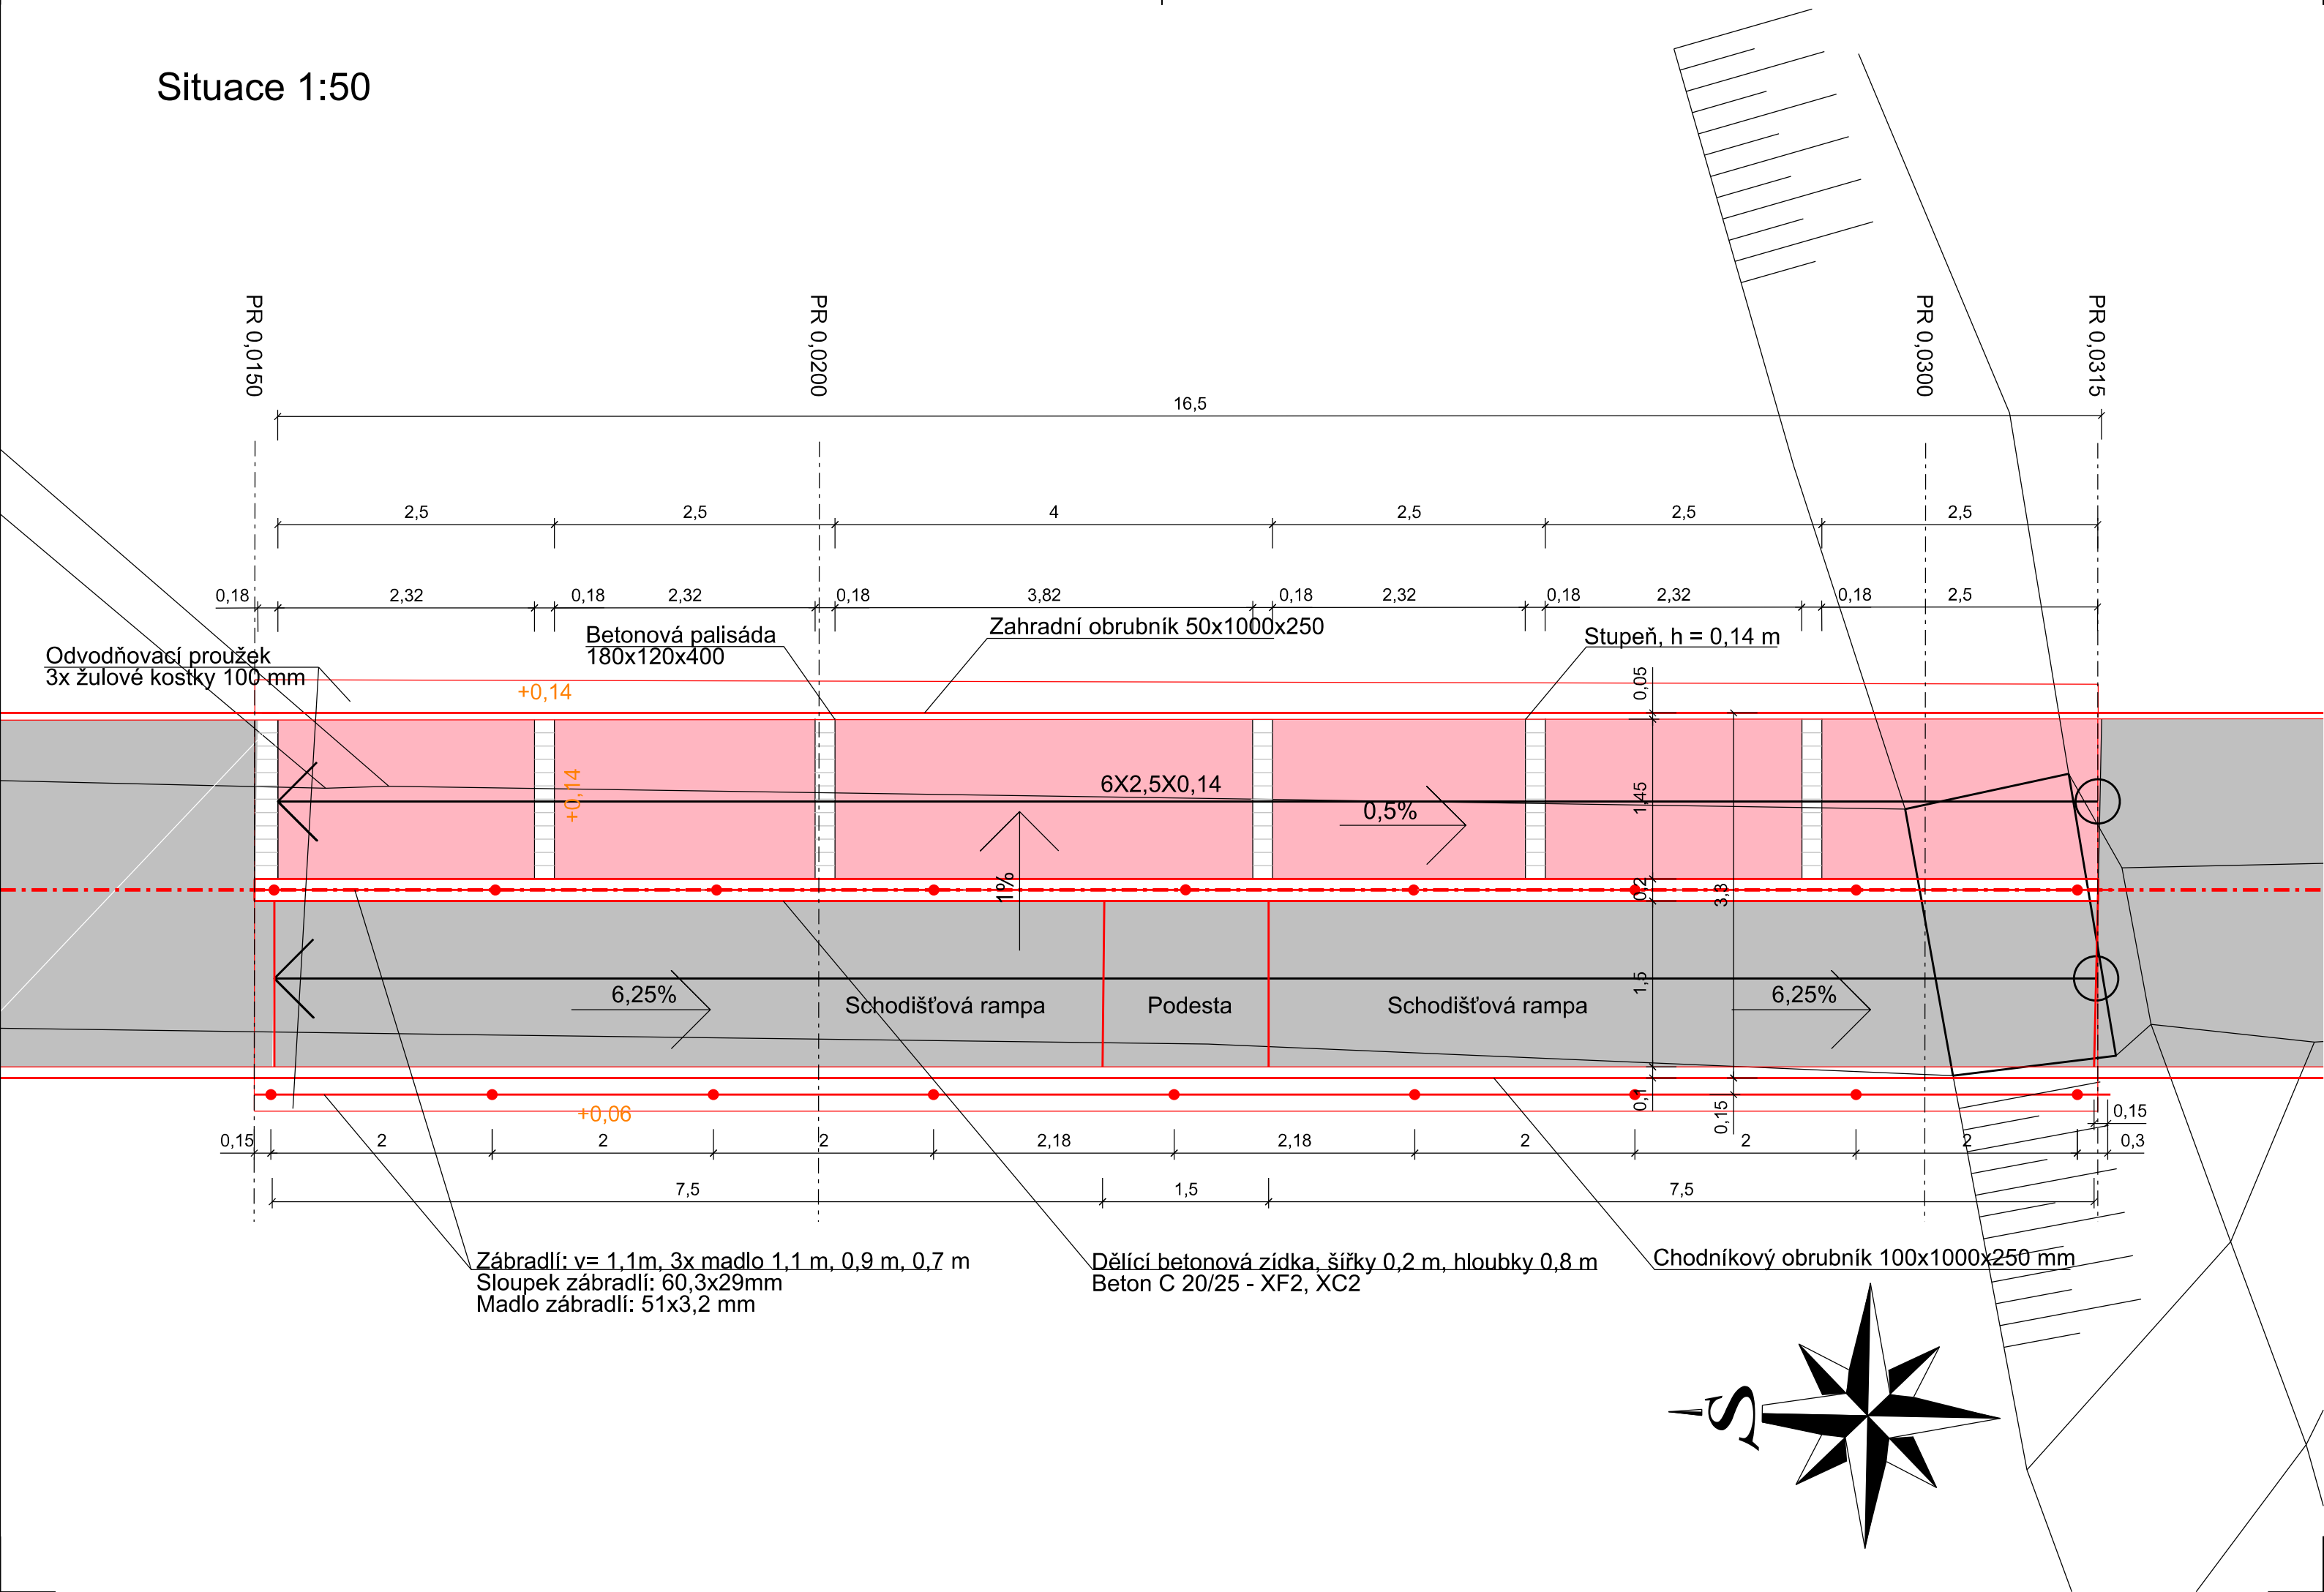 Situace 1:50
PR 0,0150
PR 0,0200
PR 0,0300
PR 0,0315
16,5
2,5
2,5
4
2,5
2,5
2,5
0,18
2,32
0,18
2,32
0,18
3,82
0,18
2,32
0,18
2,32
0,18
2,5
Odvodňovací proužek
3x žulové kostky 100 mm
Betonová palisáda
180x120x400
Zahradní obrubník 50x1000x250
Stupeň, h = 0,14 m
+0,14
+0,14
0,05
6X2,5X0,14
0,5%
1,45
1%
0,2
3,3
6,25%
Schodišťová rampa
Podesta
Schodišťová rampa
1,5
6,25%
+0,06
0,1
0,15
0,15
0,15
2
2
2
2,18
2,18
2
2
2
0,3
7,5
1,5
7,5
Zábradlí: v= 1,1m, 3x madlo 1,1 m, 0,9 m, 0,7 m
Sloupek zábradlí: 60,3x29mm
Madlo zábradlí: 51x3,2 mm
Dělící betonová zídka, šířky 0,2 m, hloubky 0,8 m
Beton C 20/25 - XF2, XC2
Chodníkový obrubník 100x1000x250 mm
S